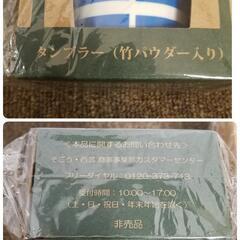 タンブラー（竹パウダー入り）
＜本品に関するお問い合わせ先＞
そごう・西武 商事事業部カスタマーセンター
フリーダイヤル：0120-373-713
受付時間：10:00～17:00
（土・日・祝日・年末年始を除く）
非売品